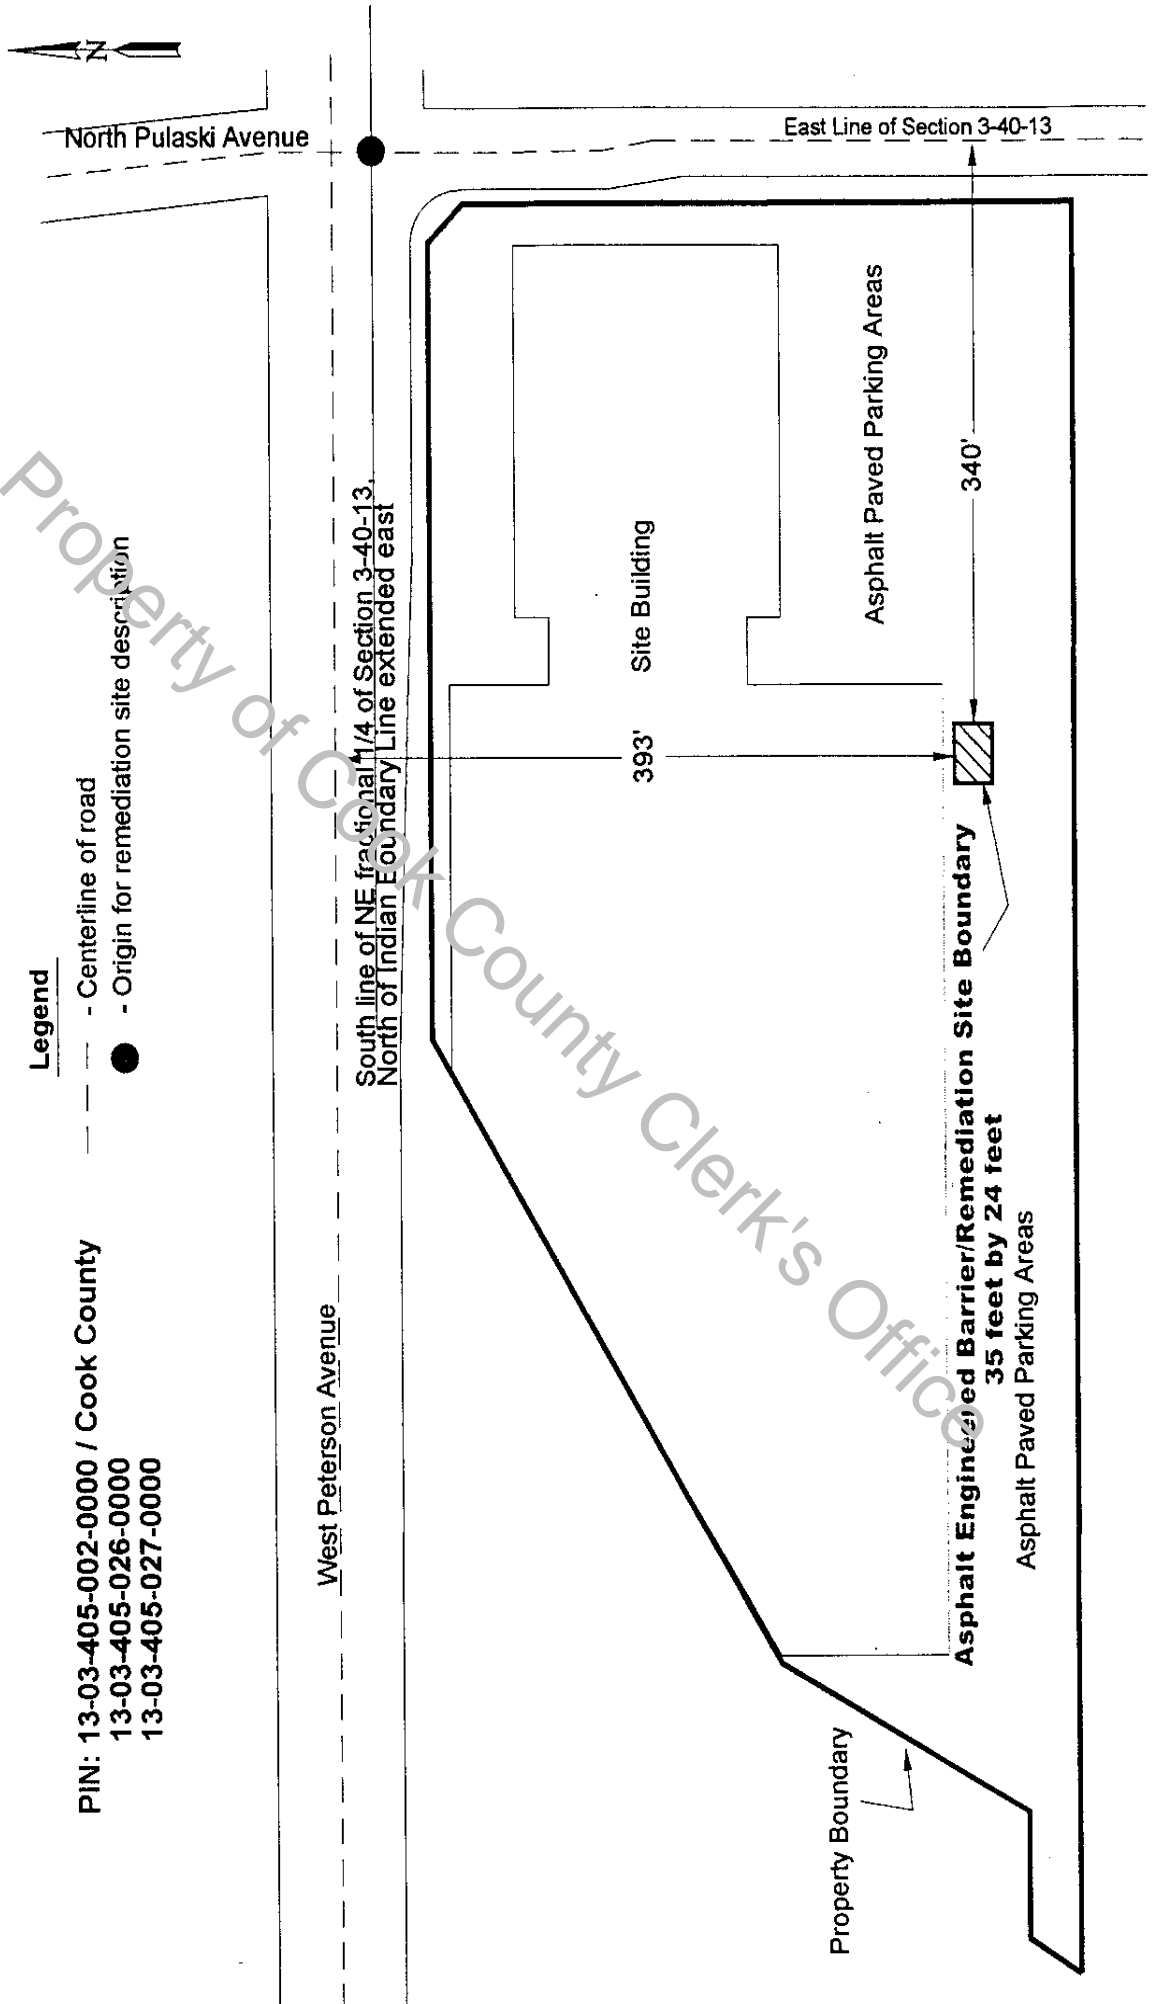 PIN: 13-03-405-002-0000 / Cook County
13-03-405-026-0000
13-03-405-027-0000
Legend
- Centerline of road
- Origin for remediation site description
N
North Pulaski Avenue
West Peterson Avenue
South line of NE fractional 1/4 of Section 3-40-13,
North of Indian Boundary Line extended east
East Line of Section 3-40-13
Site Building
393'
Asphalt Paved Parking Areas
340'
Property Boundary
Asphalt Engineered Barrier/Remediation Site Boundary
35 feet by 24 feet
Asphalt Paved Parking Areas
Property of Cook County Clerk's Office